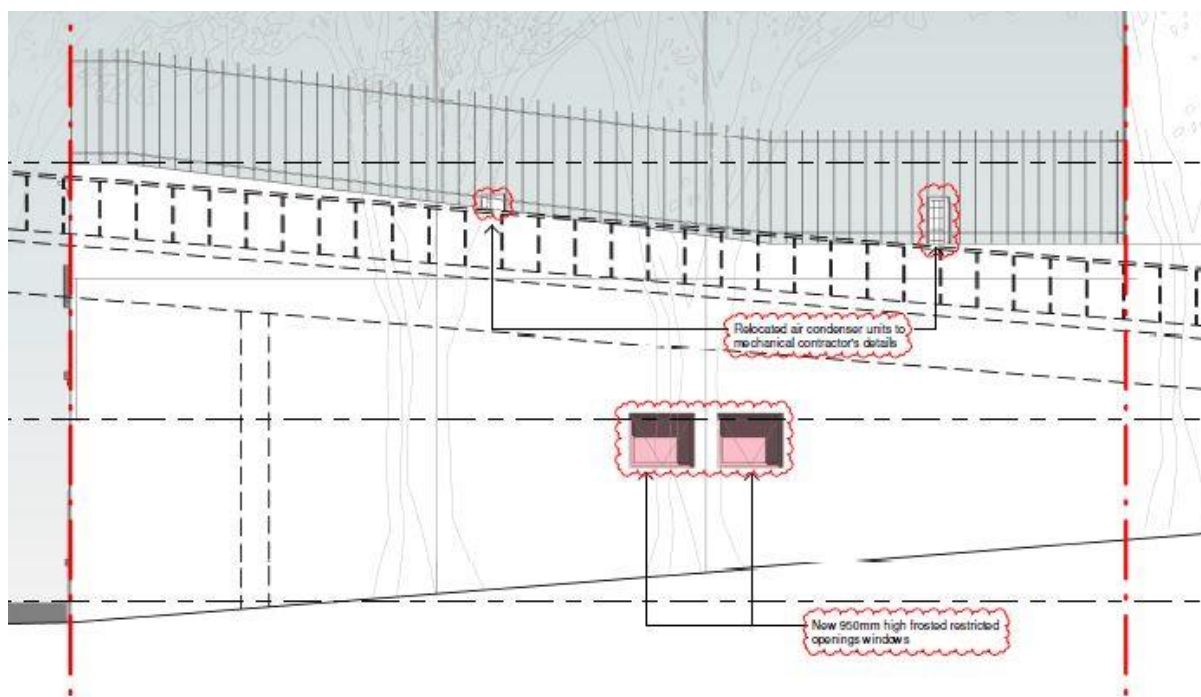 Relocated air condenser units to
mechanical contractor's details
New 950mm high frosted restricted
openings windows